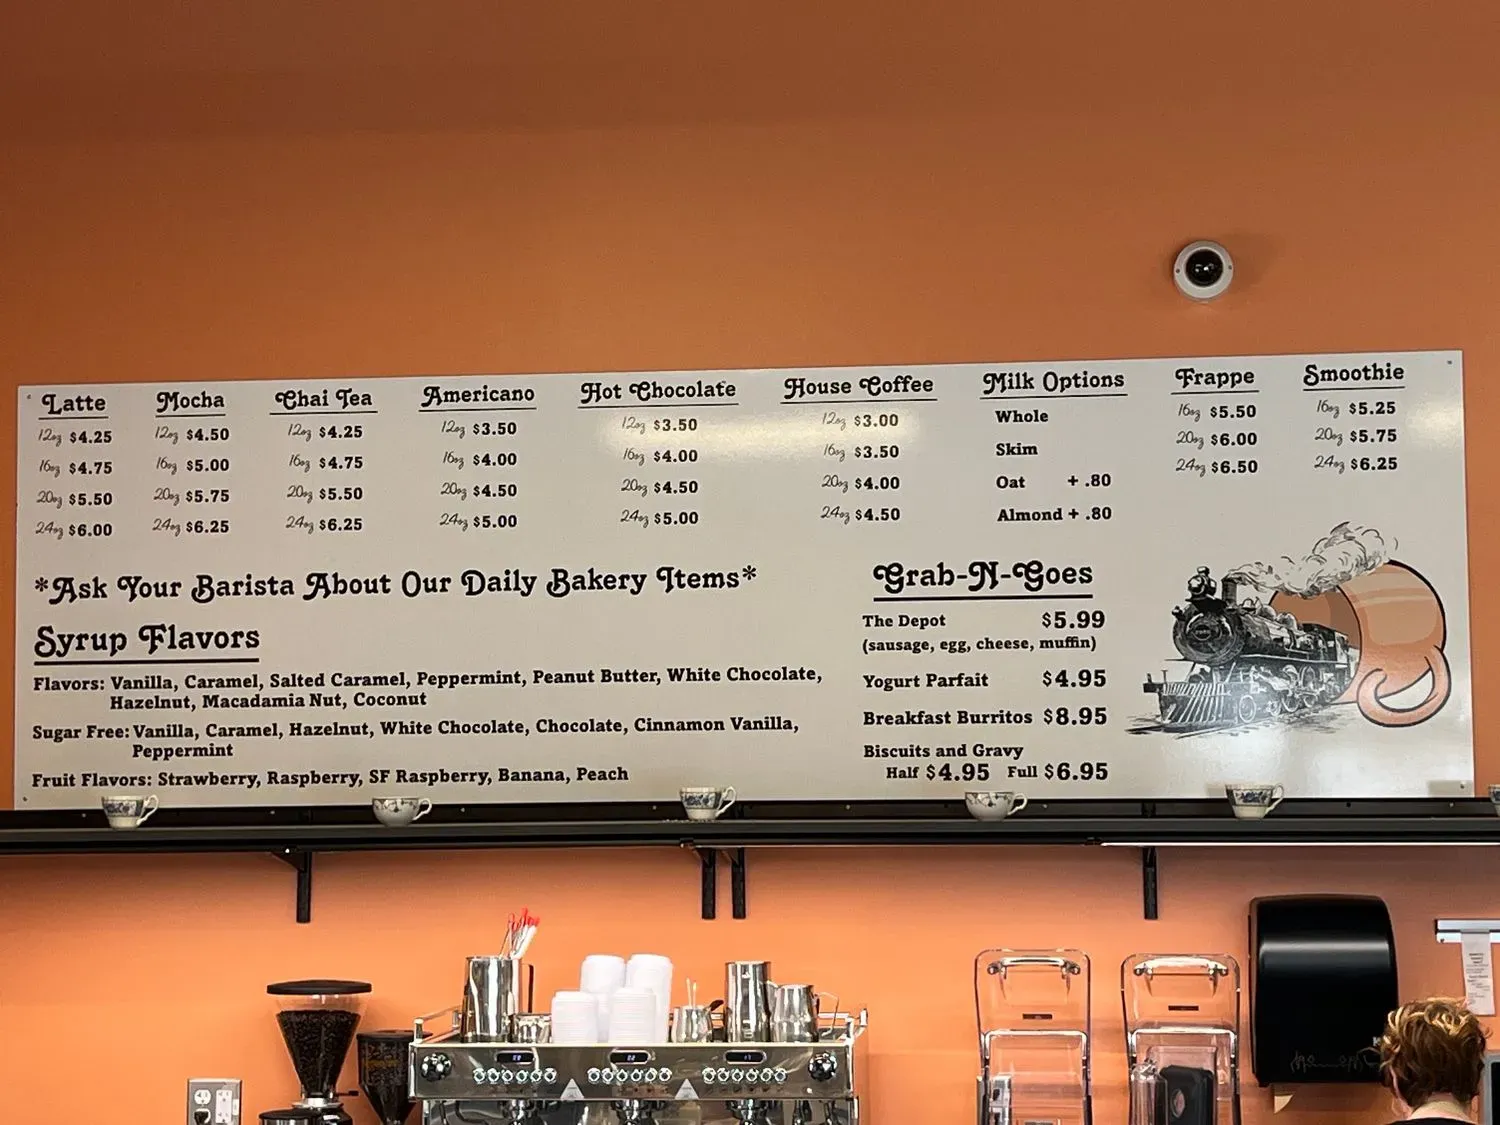 Latte
12oz $4.25
16oz $4.75
20oz $5.50
24oz $6.00
Mocha
12oz $4.50
16oz $5.00
20oz $5.75
24oz $6.25
Chai Tea
12oz $4.25
16oz $4.75
20oz $5.50
24oz $6.25
Americano
12oz $3.50
16oz $4.00
20oz $4.50
24oz $5.00
Hot Chocolate
12oz $3.50
16oz $4.00
20oz $4.50
24oz $5.00
House Coffee
12oz $3.00
16oz $3.50
20oz $4.00
24oz $4.50
Milk Options
Whole
Skim
Oat + .80
Almond + .80
Frappe
16oz $5.50
20oz $6.00
24oz $6.50
Smoothie
16oz $5.25
20oz $5.75
24oz $6.25
*Ask Your Barista About Our Daily Bakery Items*
Syrup Flavors
Flavors: Vanilla, Caramel, Salted Caramel, Peppermint, Peanut Butter, White Chocolate,
Hazelnut, Macadamia Nut, Coconut
Sugar Free: Vanilla, Caramel, Hazelnut, White Chocolate, Chocolate, Cinnamon Vanilla,
Peppermint
Fruit Flavors: Strawberry, Raspberry, SF Raspberry, Banana, Peach
Grab-N-Goes
The Depot $5.99
(sausage, egg, cheese, muffin)
Yogurt Parfait $4.95
Breakfast Burritos $8.95
Biscuits and Gravy
Half $4.95 Full $6.95